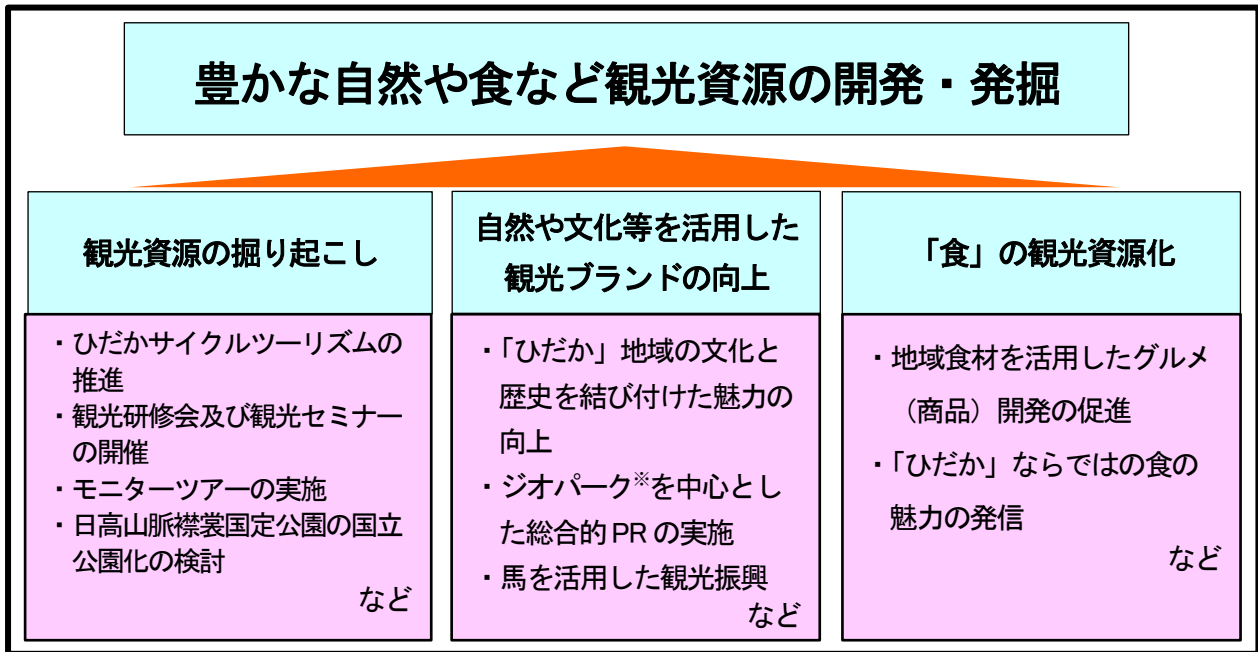 豊かな自然や食など観光資源の開発・発掘
観光資源の掘り起こし
・ひだかサイクルツーリズムの
推進
・観光研修会及び観光セミナー
の開催
・モニターツアーの実施
・日高山脈襟裳国定公園の国立
公園化の検討
など
自然や文化等を活用した
観光ブランドの向上
・「ひだか」地域の文化と
歴史を結び付けた魅力の
向上
・ジオパーク※を中心とし
た総合的 PR の実施
・馬を活用した観光振興
など
「食」の観光資源化
・地域食材を活用したグルメ
（商品）開発の促進
・「ひだか」ならではの食の
魅力の発信
など